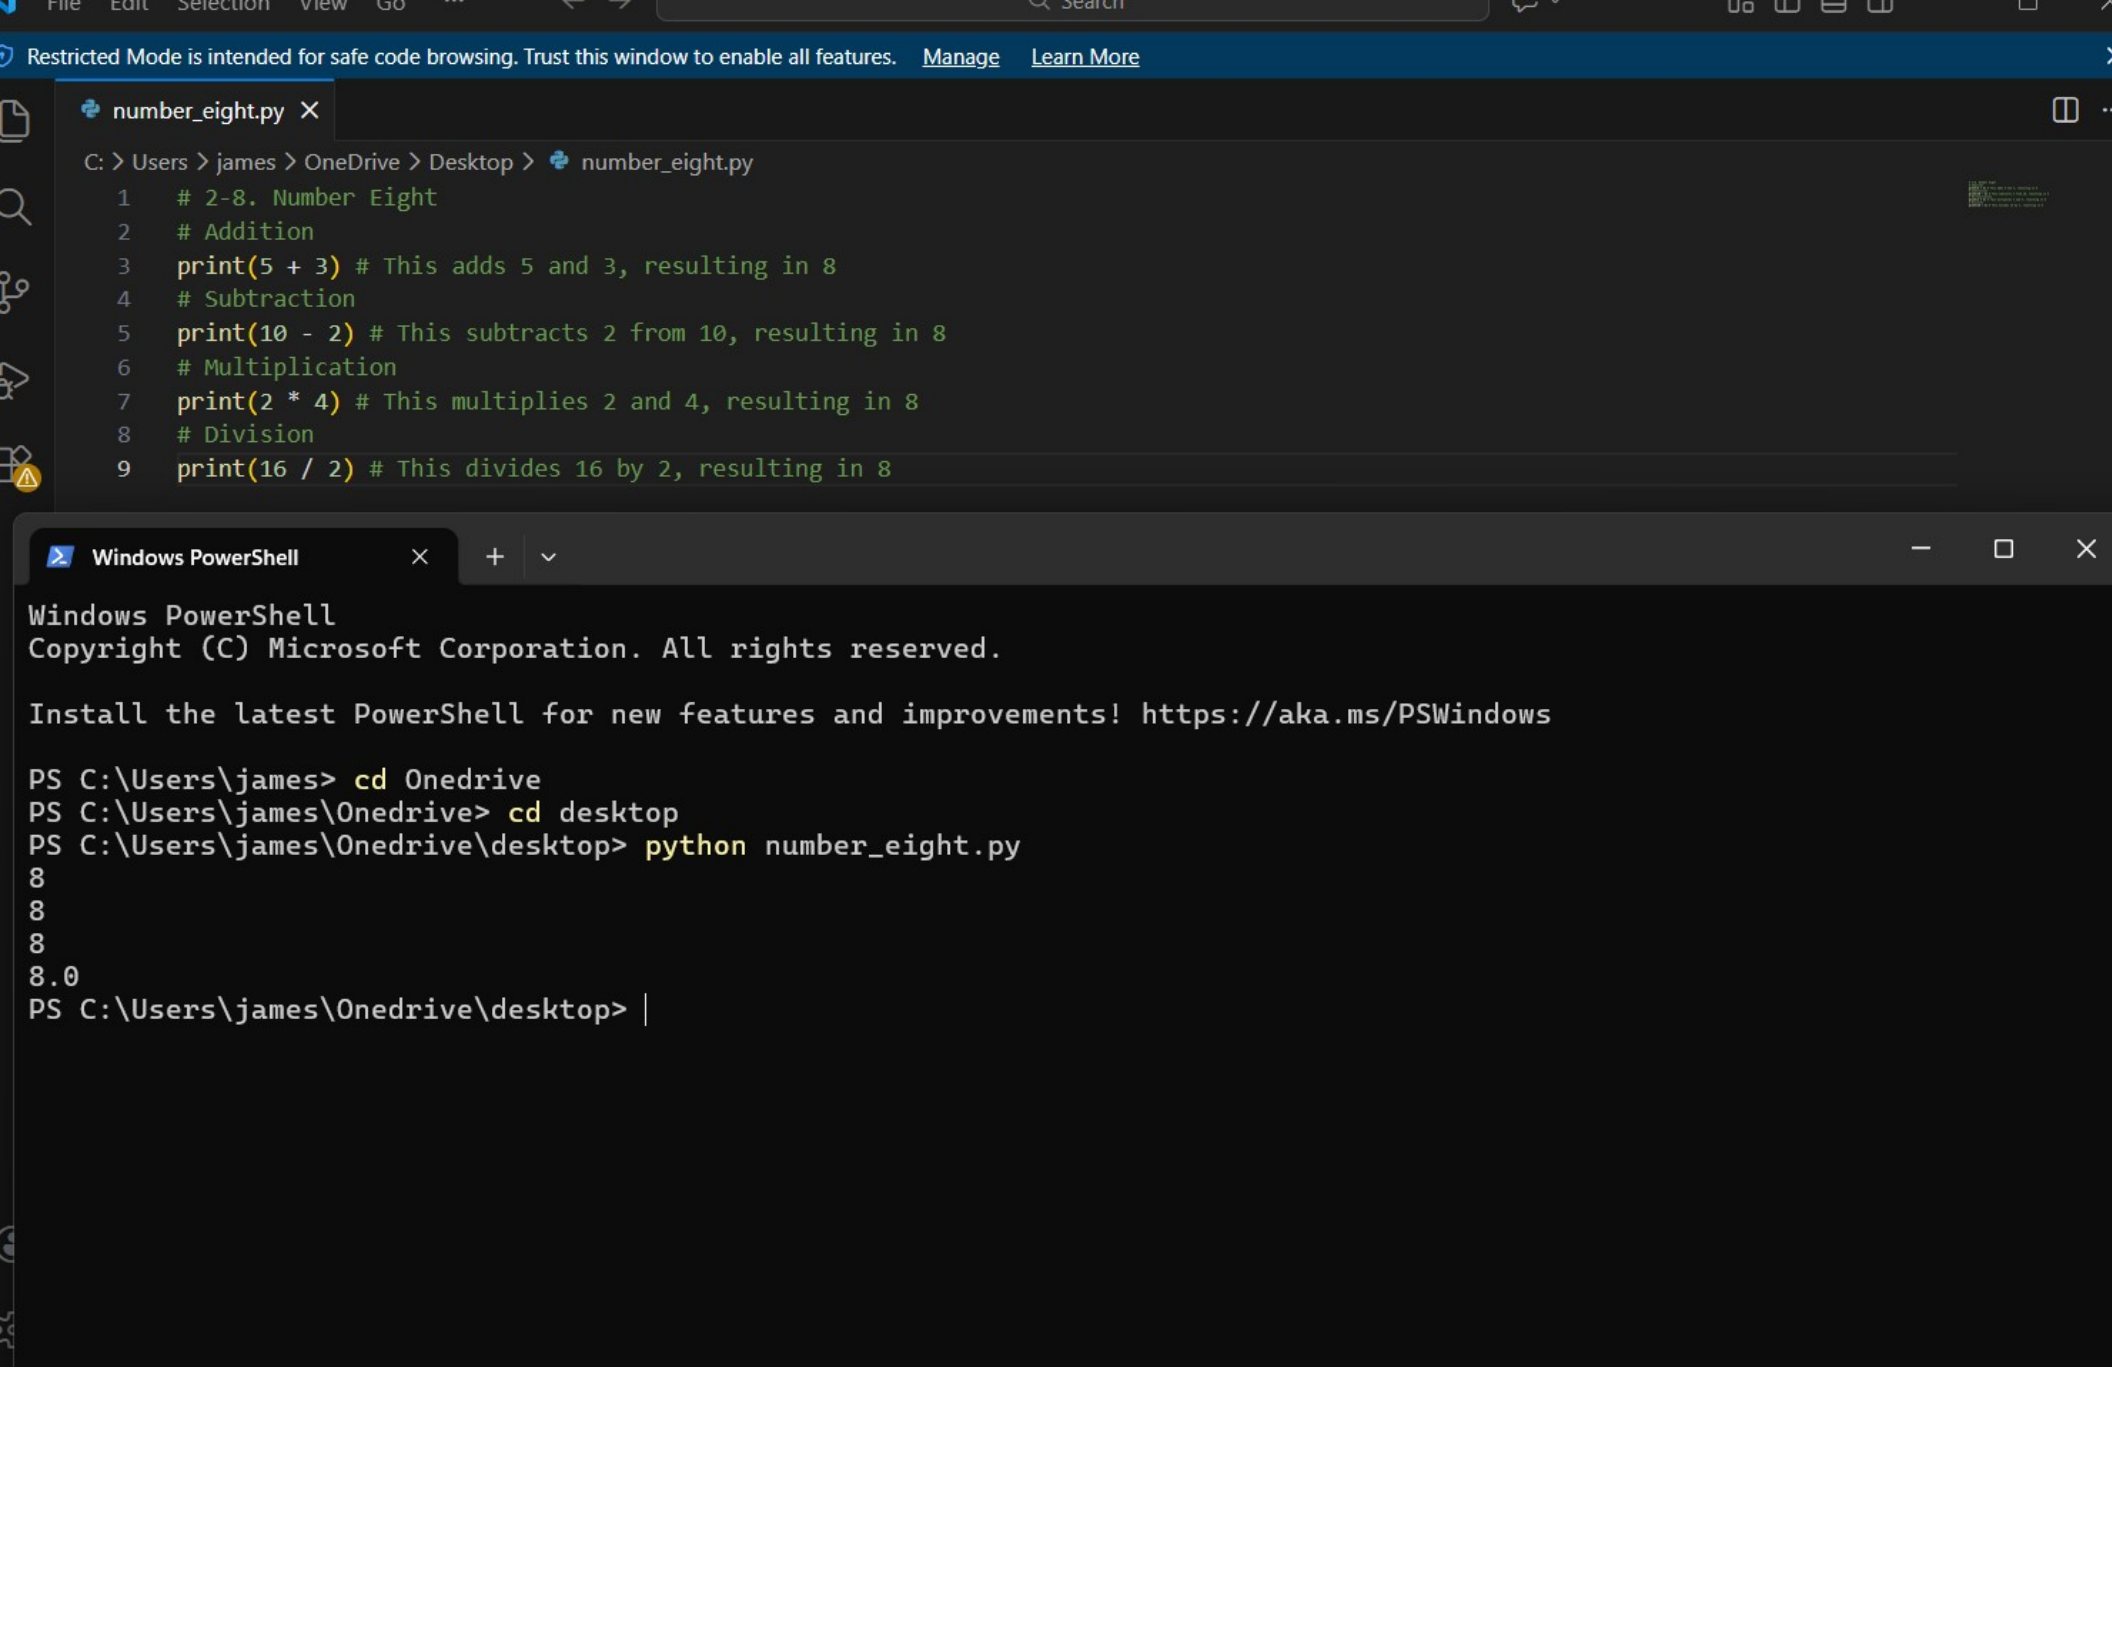 File Edit Selection View Go ... Search
Restricted Mode is intended for safe code browsing. Trust this window to enable all features. Manage Learn More
number_eight.py
C: > Users > james > OneDrive > Desktop > number_eight.py
1 # 2-8. Number Eight
2 # Addition
3 print(5 + 3) # This adds 5 and 3, resulting in 8
4 # Subtraction
5 print(10 - 2) # This subtracts 2 from 10, resulting in 8
6 # Multiplication
7 print(2 * 4) # This multiplies 2 and 4, resulting in 8
8 # Division
9 print(16 / 2) # This divides 16 by 2, resulting in 8
Windows PowerShell
Windows PowerShell
Copyright (C) Microsoft Corporation. All rights reserved.
Install the latest PowerShell for new features and improvements! https://aka.ms/PSWindows
PS C:\Users\james> cd Onedrive
PS C:\Users\james\Onedrive> cd desktop
PS C:\Users\james\Onedrive\desktop> python number_eight.py
8
8
8
8.0
PS C:\Users\james\Onedrive\desktop>